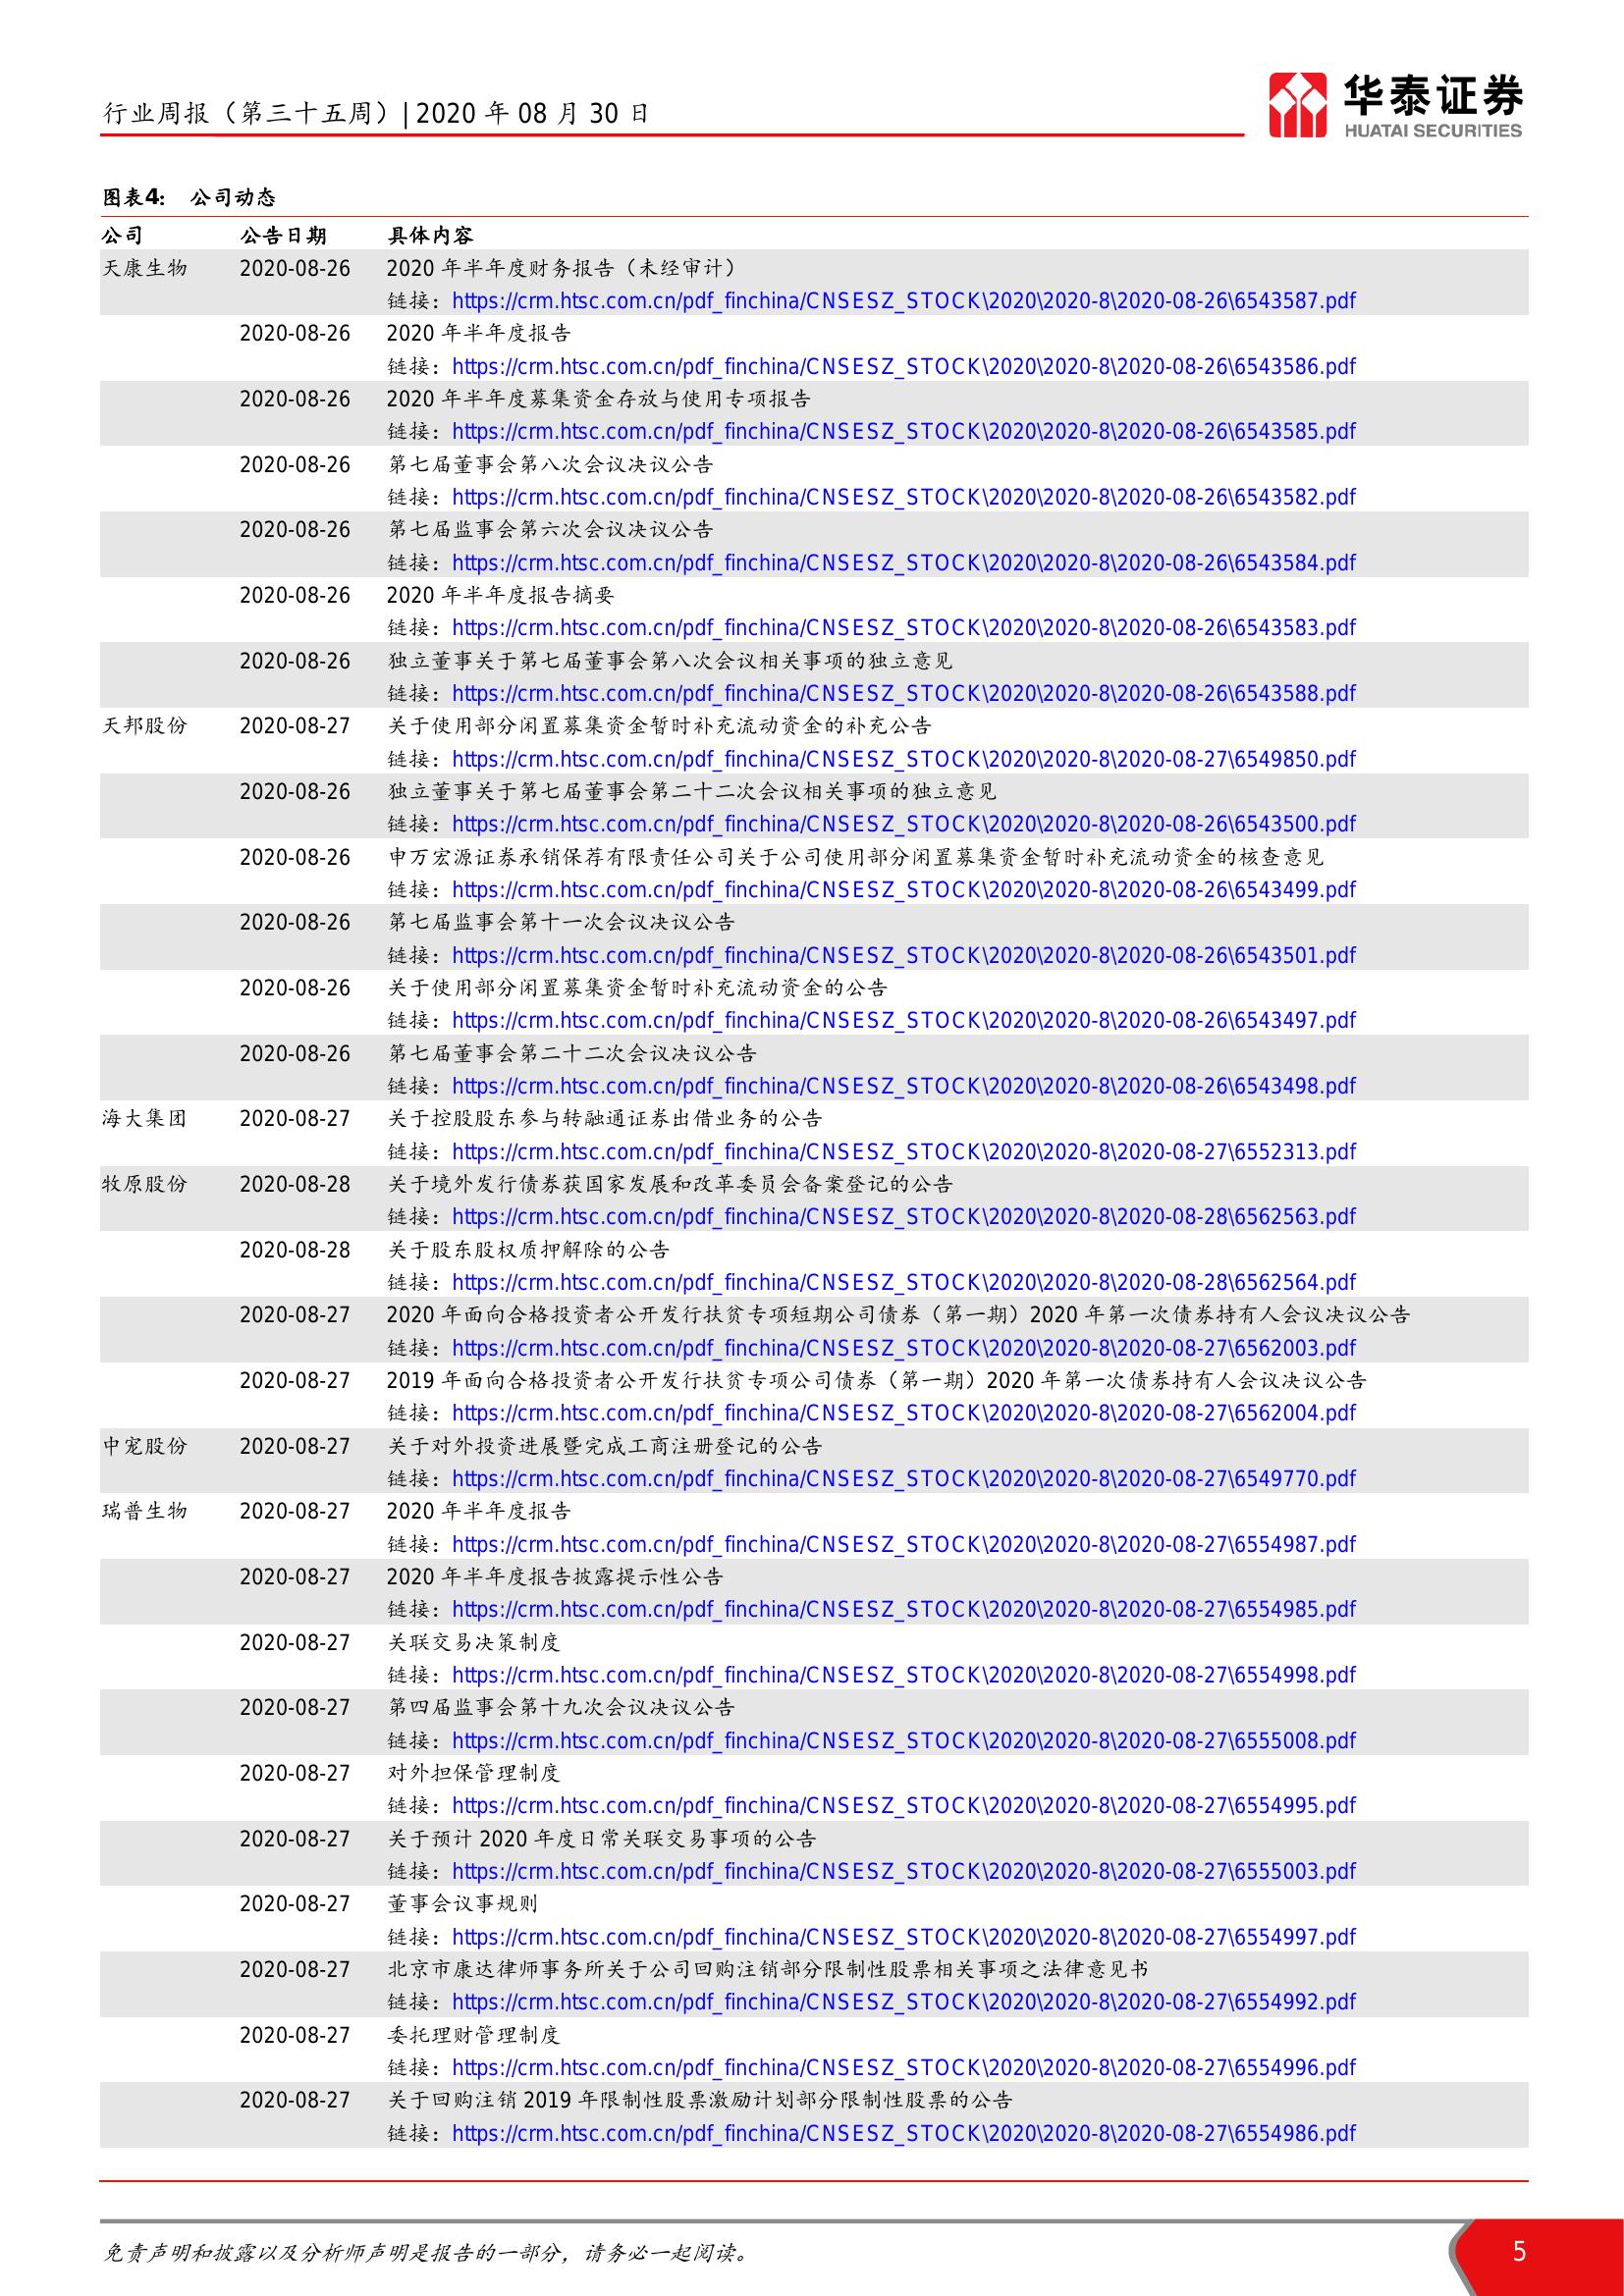 行业周报（第三十五周）| 2020 年 08 月 30 日
华泰证券
HUATAI SECURITIES
图表4： 公司动态
公司 公告日期 具体内容
天康生物 2020-08-26 2020 年半年度财务报告（未经审计）
链接：https://crm.htsc.com.cn/pdf_finchina/CNSESZ_STOCK\2020\2020-8\2020-08-26\6543587.pdf
2020-08-26 2020 年半年度报告
链接：https://crm.htsc.com.cn/pdf_finchina/CNSESZ_STOCK\2020\2020-8\2020-08-26\6543586.pdf
2020-08-26 2020 年半年度募集资金存放与使用专项报告
链接：https://crm.htsc.com.cn/pdf_finchina/CNSESZ_STOCK\2020\2020-8\2020-08-26\6543585.pdf
2020-08-26 第七届董事会第八次会议决议公告
链接：https://crm.htsc.com.cn/pdf_finchina/CNSESZ_STOCK\2020\2020-8\2020-08-26\6543582.pdf
2020-08-26 第七届监事会第六次会议决议公告
链接：https://crm.htsc.com.cn/pdf_finchina/CNSESZ_STOCK\2020\2020-8\2020-08-26\6543584.pdf
2020-08-26 2020 年半年度报告摘要
链接：https://crm.htsc.com.cn/pdf_finchina/CNSESZ_STOCK\2020\2020-8\2020-08-26\6543583.pdf
2020-08-26 独立董事关于第七届董事会第八次会议相关事项的独立意见
链接：https://crm.htsc.com.cn/pdf_finchina/CNSESZ_STOCK\2020\2020-8\2020-08-26\6543588.pdf
天邦股份 2020-08-27 关于使用部分闲置募集资金暂时补充流动资金的补充公告
链接：https://crm.htsc.com.cn/pdf_finchina/CNSESZ_STOCK\2020\2020-8\2020-08-27\6549850.pdf
2020-08-26 独立董事关于第七届董事会第二十二次会议相关事项的独立意见
链接：https://crm.htsc.com.cn/pdf_finchina/CNSESZ_STOCK\2020\2020-8\2020-08-26\6543500.pdf
2020-08-26 申万宏源证券承销保荐有限责任公司关于公司使用部分闲置募集资金暂时补充流动资金的核查意见
链接：https://crm.htsc.com.cn/pdf_finchina/CNSESZ_STOCK\2020\2020-8\2020-08-26\6543499.pdf
2020-08-26 第七届监事会第十一次会议决议公告
链接：https://crm.htsc.com.cn/pdf_finchina/CNSESZ_STOCK\2020\2020-8\2020-08-26\6543501.pdf
2020-08-26 关于使用部分闲置募集资金暂时补充流动资金的公告
链接：https://crm.htsc.com.cn/pdf_finchina/CNSESZ_STOCK\2020\2020-8\2020-08-26\6543497.pdf
2020-08-26 第七届董事会第二十二次会议决议公告
链接：https://crm.htsc.com.cn/pdf_finchina/CNSESZ_STOCK\2020\2020-8\2020-08-26\6543498.pdf
海大集团 2020-08-27 关于控股股东参与转融通证券出借业务的公告
链接：https://crm.htsc.com.cn/pdf_finchina/CNSESZ_STOCK\2020\2020-8\2020-08-27\6552313.pdf
牧原股份 2020-08-28 关于境外发行债券获国家发展和改革委员会备案登记的公告
链接：https://crm.htsc.com.cn/pdf_finchina/CNSESZ_STOCK\2020\2020-8\2020-08-28\6562563.pdf
2020-08-28 关于股东股权质押解除的公告
链接：https://crm.htsc.com.cn/pdf_finchina/CNSESZ_STOCK\2020\2020-8\2020-08-28\6562564.pdf
2020-08-27 2020 年面向合格投资者公开发行扶贫专项短期公司债券（第一期）2020 年第一次债券持有人会议决议公告
链接：https://crm.htsc.com.cn/pdf_finchina/CNSESZ_STOCK\2020\2020-8\2020-08-27\6562003.pdf
2020-08-27 2019 年面向合格投资者公开发行扶贫专项公司债券（第一期）2020 年第一次债券持有人会议决议公告
链接：https://crm.htsc.com.cn/pdf_finchina/CNSESZ_STOCK\2020\2020-8\2020-08-27\6562004.pdf
中宠股份 2020-08-27 关于对外投资进展暨完成工商注册登记的公告
链接：https://crm.htsc.com.cn/pdf_finchina/CNSESZ_STOCK\2020\2020-8\2020-08-27\6549770.pdf
瑞普生物 2020-08-27 2020 年半年度报告
链接：https://crm.htsc.com.cn/pdf_finchina/CNSESZ_STOCK\2020\2020-8\2020-08-27\6554987.pdf
2020-08-27 2020 年半年度报告披露提示性公告
链接：https://crm.htsc.com.cn/pdf_finchina/CNSESZ_STOCK\2020\2020-8\2020-08-27\6554985.pdf
2020-08-27 关联交易决策制度
链接：https://crm.htsc.com.cn/pdf_finchina/CNSESZ_STOCK\2020\2020-8\2020-08-27\6554998.pdf
2020-08-27 第四届监事会第十九次会议决议公告
链接：https://crm.htsc.com.cn/pdf_finchina/CNSESZ_STOCK\2020\2020-8\2020-08-27\6555008.pdf
2020-08-27 对外担保管理制度
链接：https://crm.htsc.com.cn/pdf_finchina/CNSESZ_STOCK\2020\2020-8\2020-08-27\6554995.pdf
2020-08-27 关于预计 2020 年度日常关联交易事项的公告
链接：https://crm.htsc.com.cn/pdf_finchina/CNSESZ_STOCK\2020\2020-8\2020-08-27\6555003.pdf
2020-08-27 董事会议事规则
链接：https://crm.htsc.com.cn/pdf_finchina/CNSESZ_STOCK\2020\2020-8\2020-08-27\6554997.pdf
2020-08-27 北京市康达律师事务所关于公司回购注销部分限制性股票相关事项之法律意见书
链接：https://crm.htsc.com.cn/pdf_finchina/CNSESZ_STOCK\2020\2020-8\2020-08-27\6554992.pdf
2020-08-27 委托理财管理制度
链接：https://crm.htsc.com.cn/pdf_finchina/CNSESZ_STOCK\2020\2020-8\2020-08-27\6554996.pdf
2020-08-27 关于回购注销 2019 年限制性股票激励计划部分限制性股票的公告
链接：https://crm.htsc.com.cn/pdf_finchina/CNSESZ_STOCK\2020\2020-8\2020-08-27\6554986.pdf
免责声明和披露以及分析师声明是报告的一部分，请务必一起阅读。 5